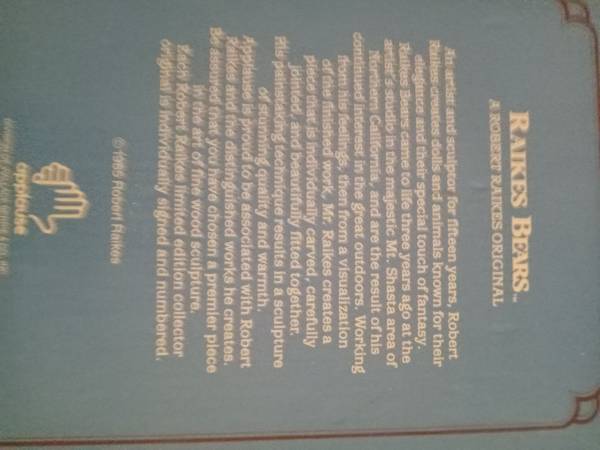 RAIKES BEARS™
A ROBERT RAIKES ORIGINAL
An artist and sculptor for fifteen years, Robert
Raikes creates dolls and animals known for their
elegance and their special touch of fantasy.
Raikes Bears came to life three years ago at the
artist's studio in the majestic Mt. Shasta area of
Northern California, and are the result of his
continued interest in the great outdoors. Working
from his feelings, then from a visualization
of the finished work, Mr. Raikes creates a
piece that is individually carved, carefully
jointed, and beautifully fitted together.
His painstaking technique results in a sculpture
of stunning quality and warmth.
Applause is proud to be associated with Robert
Raikes and the distinguished works he creates.
Be assured that you have chosen a premier piece
in the art of fine wood sculpture.
Each Robert Raikes limited edition collector
original is individually signed and numbered.
© 1985 Robert Raikes
applause